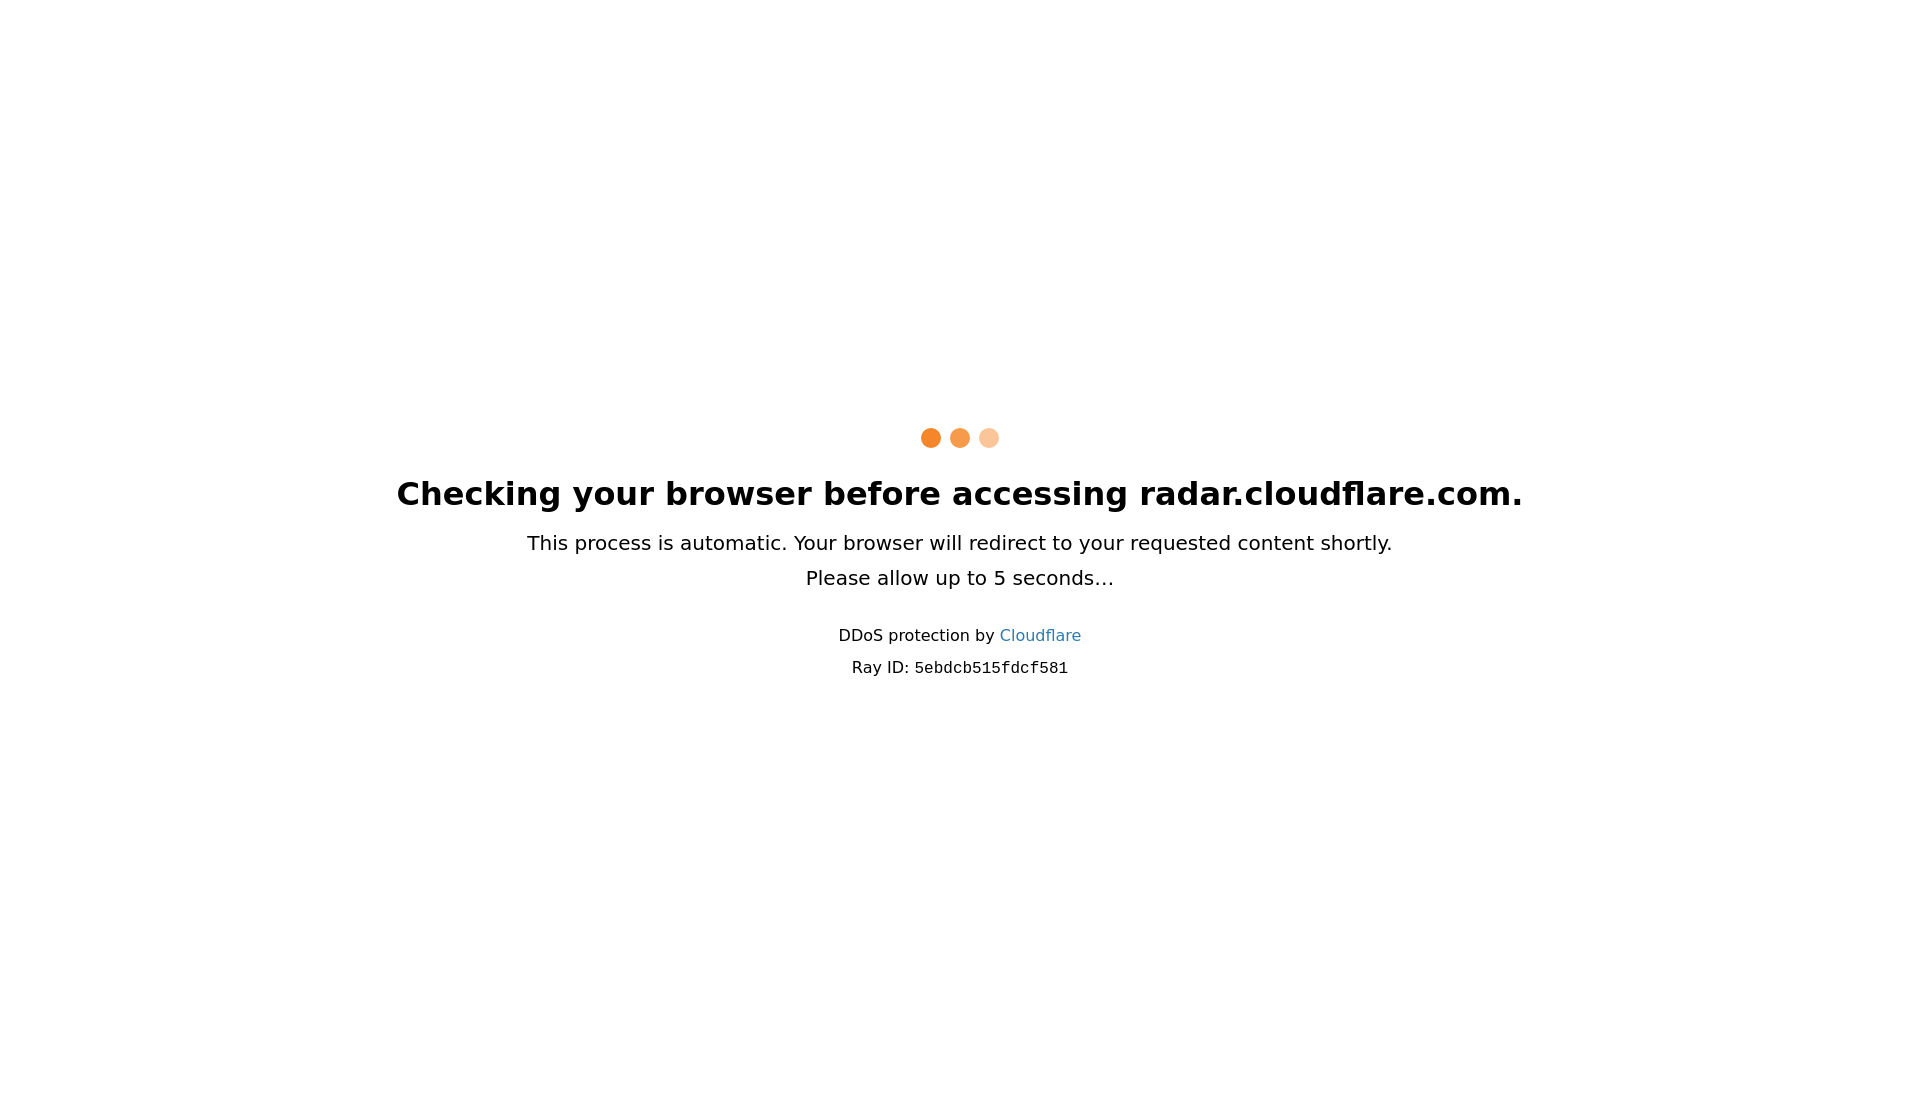 Checking your browser before accessing radar.cloudflare.com.
This process is automatic. Your browser will redirect to your requested content shortly.
Please allow up to 5 seconds…
DDoS protection by Cloudflare
Ray ID: 5ebdcb515fdcf581